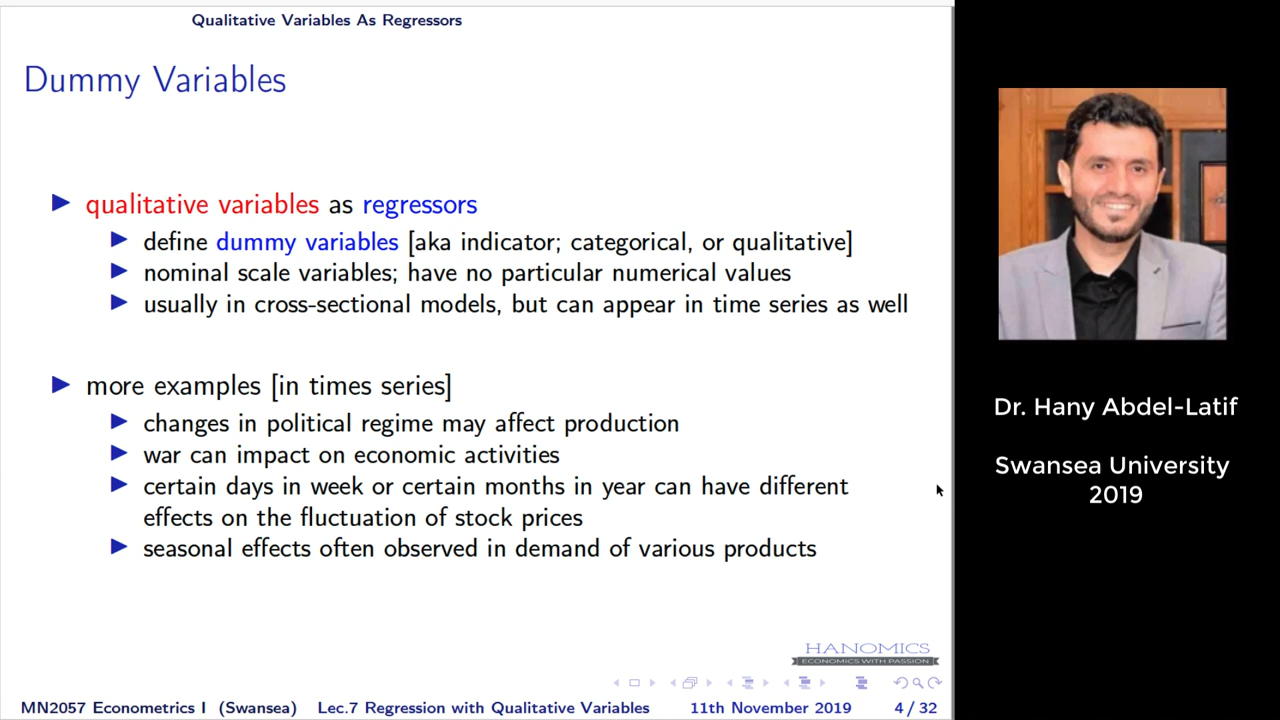 Qualitative Variables As Regressors
Dummy Variables
qualitative variables as regressors
define dummy variables [aka indicator; categorical, or qualitative]
nominal scale variables; have no particular numerical values
usually in cross-sectional models, but can appear in time series as well
more examples [in times series]
changes in political regime may affect production
war can impact on economic activities
certain days in week or certain months in year can have different
effects on the fluctuation of stock prices
seasonal effects often observed in demand of various products
HANOMICS
ECONOMICS WITH PASSION
MN2057 Econometrics I (Swansea) Lec.7 Regression with Qualitative Variables 11th November 2019 4 / 32
Dr. Hany Abdel-Latif
Swansea University
2019